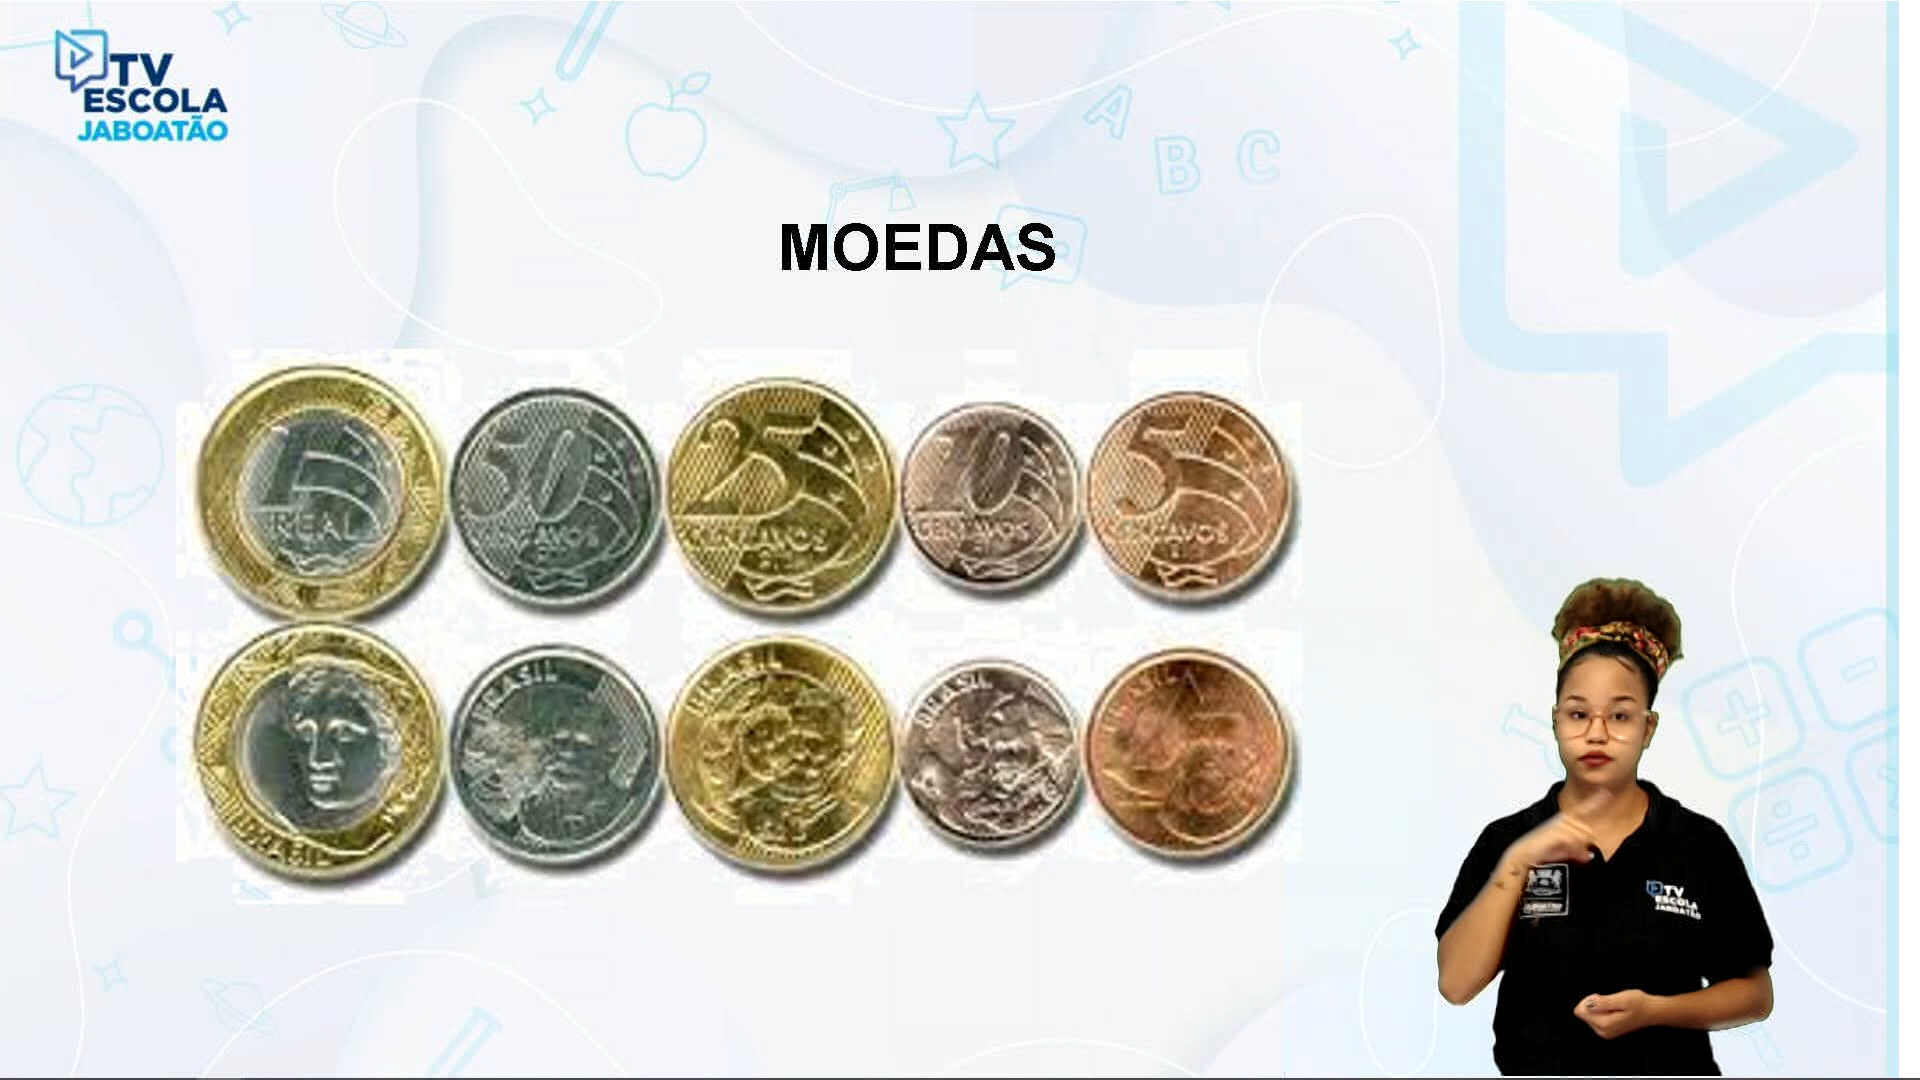 TV
ESCOLA
JABOATÃO
A B C
MOEDAS
1
REAL
50
CENTAVOS
25
CENTAVOS
10
CENTAVOS
5
CENTAVOS
BRASIL
BRASIL
BRASIL
BRASIL
BRASIL
TV
ESCOLA
JABOATÃO